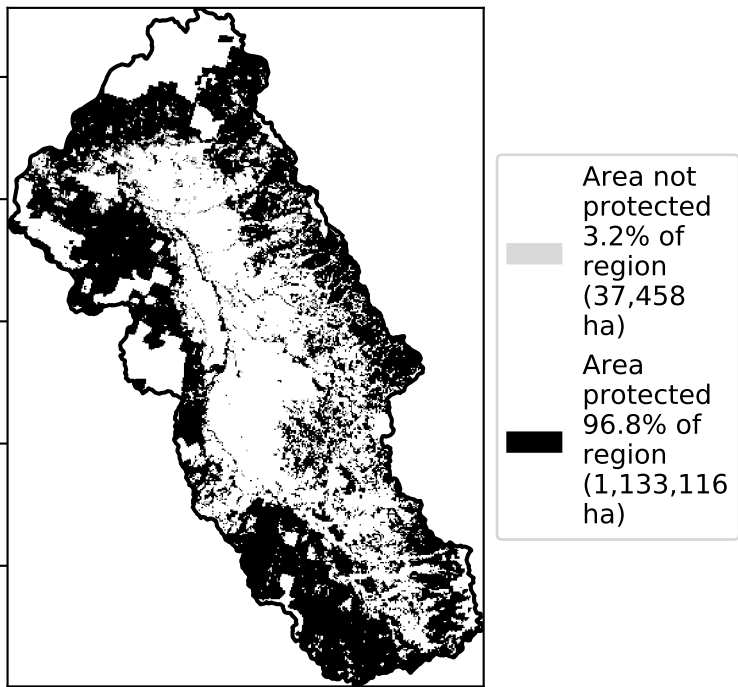 Area not
protected
3.2% of
region
(37,458
ha)
Area
protected
96.8% of
region
(1,133,116
ha)